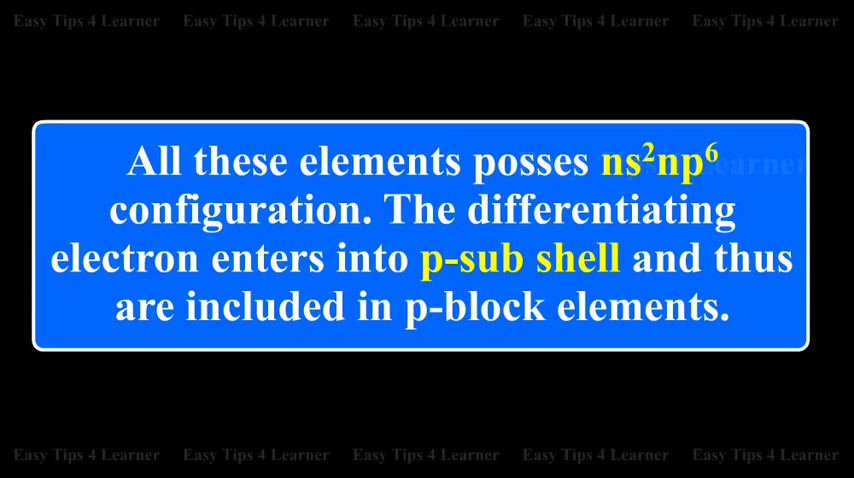 Easy Tips 4 Learner Easy Tips 4 Learner Easy Tips 4 Learner Easy Tips 4 Learner Easy Tips 4 Learner
All these elements posses ns²np⁶
configuration. The differentiating
electron enters into p-sub shell and thus
are included in p-block elements.
Easy Tips 4 Learner Easy Tips 4 Learner Easy Tips 4 Learner Easy Tips 4 Learner Easy Tips 4 Learner